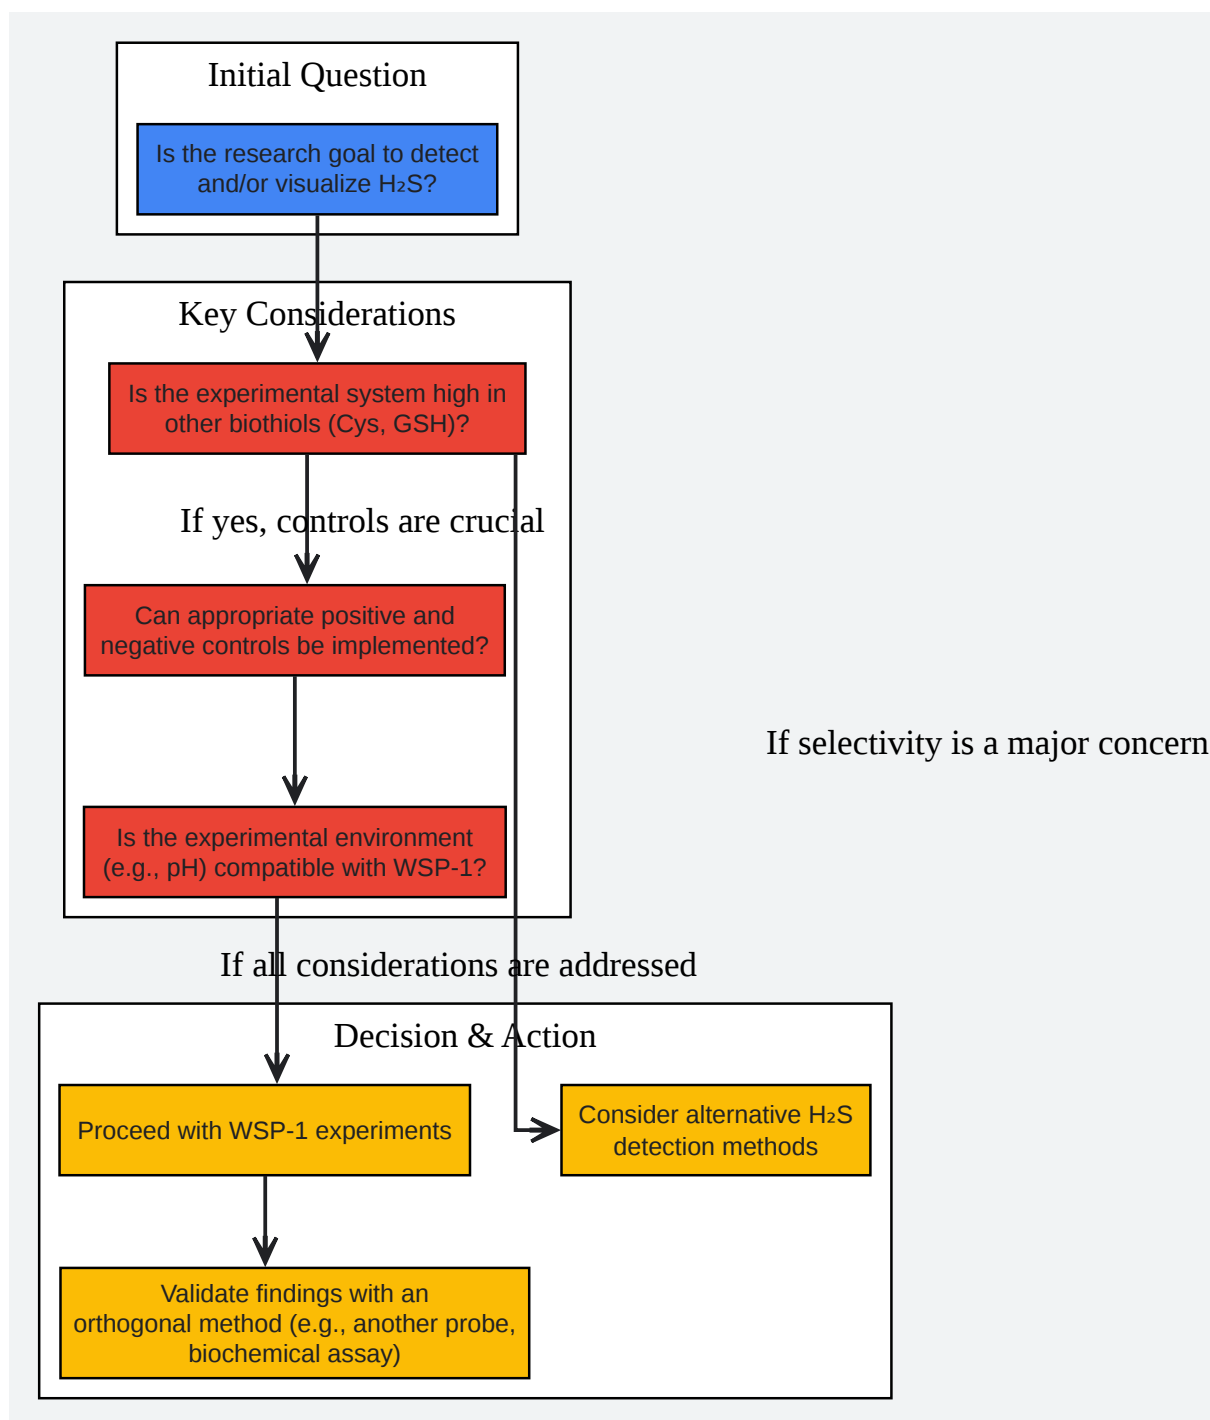 Initial Question
Is the research goal to detect
and/or visualize H₂S?
Key Considerations
Is the experimental system high in
other biothiols (Cys, GSH)?
If yes, controls are crucial
Can appropriate positive and
negative controls be implemented?
If selectivity is a major concern
Is the experimental environment
(e.g., pH) compatible with WSP-1?
If all considerations are addressed
Decision & Action
Proceed with WSP-1 experiments
Consider alternative H₂S
detection methods
Validate findings with an
orthogonal method (e.g., another probe,
biochemical assay)